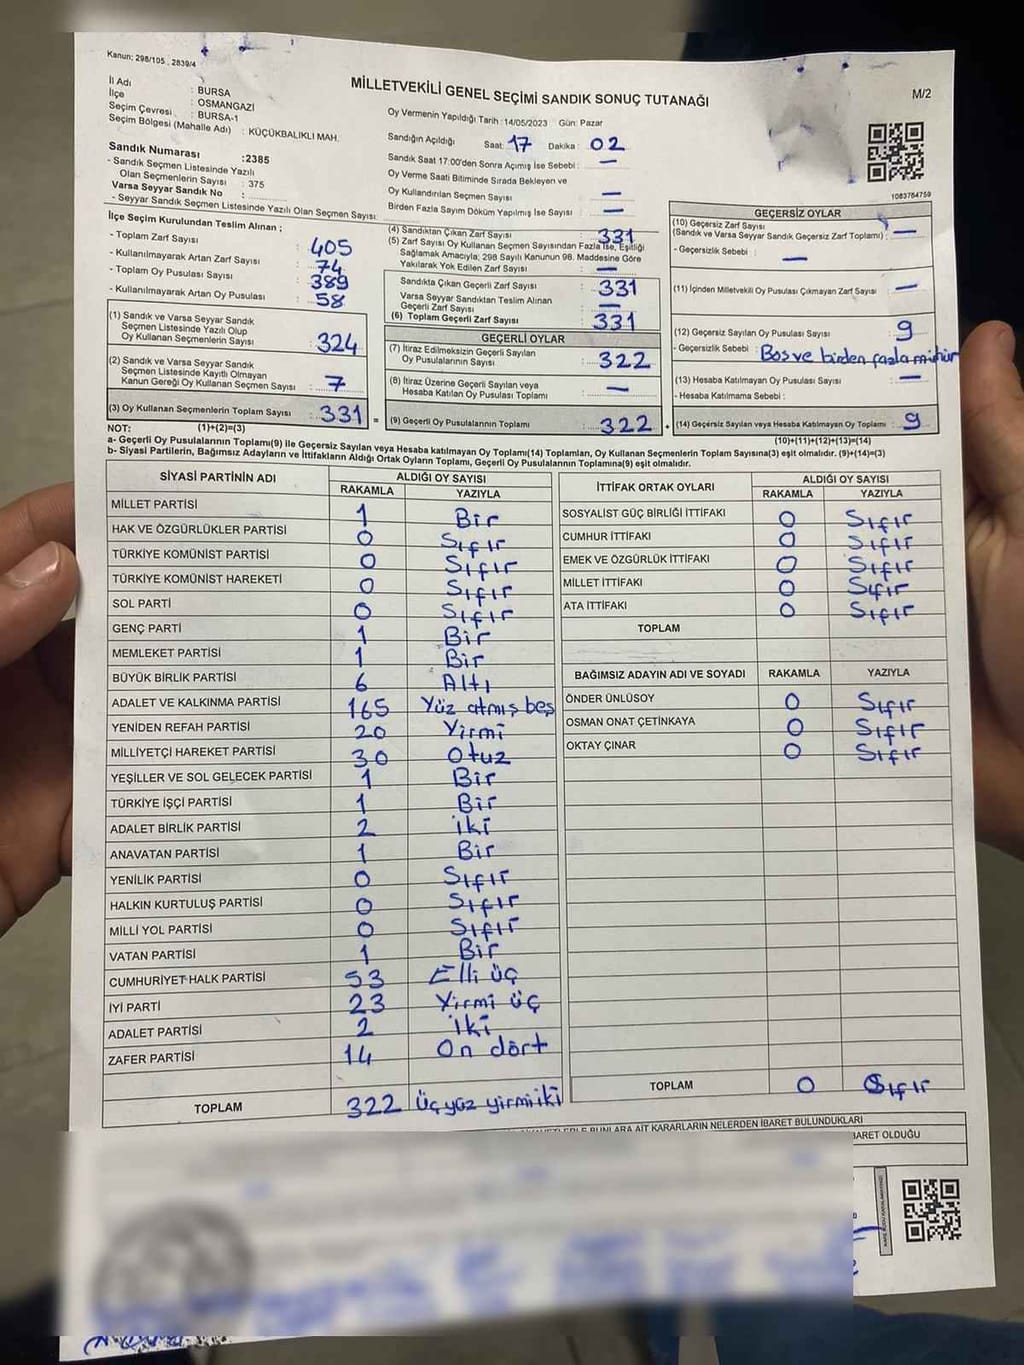 Kanun: 298/105 , 2839/4
MİLLETVEKİLİ GENEL SEÇİMİ SANDIK SONUÇ TUTANAĞI
M/2
İl Adı : BURSA
İlçe : OSMANGAZİ
Seçim Çevresi : BURSA-1
Seçim Bölgesi (Mahalle Adı) : KÜÇÜKBALIKLI MAH.
Sandık Numarası :2385
- Sandık Seçmen Listesinde Yazılı
Olan Seçmenlerin Sayısı : 375
Varsa Seyyar Sandık No :
- Seyyar Sandık Seçmen Listesinde Yazılı Olan Seçmen Sayısı:
Oy Vermenin Yapıldığı Tarih : 14/05/2023 Gün: Pazar
Sandığın Açıldığı Saat: 17 Dakika : 02
Sandık Saat 17:00'den Sonra Açımış İse Sebebi : —
Oy Verme Saati Bitiminde Sırada Bekleyen ve
Oy Kullandırılan Seçmen Sayısı : —
Birden Fazla Sayım Döküm Yapılmış İse Sayısı : —
1083784759
İlçe Seçim Kurulundan Teslim Alınan ;
- Toplam Zarf Sayısı : 405
- Kullanılmayarak Artan Zarf Sayısı : 74
- Toplam Oy Pusulası Sayısı : 389
- Kullanılmayarak Artan Oy Pusulası : 58
(1) Sandık ve Varsa Seyyar Sandık
Seçmen Listesinde Yazılı Olup
Oy Kullanan Seçmenlerin Sayısı : 324
(2) Sandık ve Varsa Seyyar Sandık
Seçmen Listesinde Kayıtlı Olmayan
Kanun Gereği Oy Kullanan Seçmen Sayısı : 7
(3) Oy Kullanan Seçmenlerin Toplam Sayısı : 331 =
(4) Sandıktan Çıkan Zarf Sayısı : 331
(5) Zarf Sayısı Oy Kullanan Seçmen Sayısından Fazla İse, Eşitliği
Sağlamak Amacıyla; 298 Sayılı Kanunun 98. Maddesine Göre
Yakılarak Yok Edilen Zarf Sayısı : —
Sandıkta Çıkan Geçerli Zarf Sayısı : 331
Varsa Seyyar Sandıktan Teslim Alınan
Geçerli Zarf Sayısı : —
(6) Toplam Geçerli Zarf Sayısı : 331
GEÇERLİ OYLAR
(7) İtiraz Edilmeksizin Geçerli Sayılan
Oy Pusulalarının Sayısı : 322
(8) İtiraz Üzerine Geçerli Sayılan veya
Hesaba Katılan Oy Pusulası Toplamı : —
(9) Geçerli Oy Pusulalarının Toplamı : 322 +
GEÇERSİZ OYLAR
(10) Geçersiz Zarf Sayısı
(Sandık ve Varsa Seyyar Sandık Geçersiz Zarf Toplamı) : —
- Geçersizlik Sebebi : —
(11) İçinden Milletvekili Oy Pusulası Çıkmayan Zarf Sayısı : —
(12) Geçersiz Sayılan Oy Pusulası Sayısı : 9
- Geçersizlik Sebebi : Boş ve birden fazla mühür
(13) Hesaba Katılmayan Oy Pusulası Sayısı : —
- Hesaba Katılmama Sebebi :
(14) Geçersiz Sayılan veya Hesaba Katılmayan Oy Toplamı : 9
NOT: (1)+(2)=(3) (10)+(11)+(12)+(13)=(14)
a- Geçerli Oy Pusulalarının Toplamı(9) ile Geçersiz Sayılan veya Hesaba katılmayan Oy Toplamı(14) Toplamları, Oy Kullanan Seçmenlerin Toplam Sayısına(3) eşit olmalıdır. (9)+(14)=(3)
b- Siyasi Partilerin, Bağımsız Adayların ve İttifakların Aldığı Ortak Oyların Toplamı, Geçerli Oy Pusulalarının Toplamına(9) eşit olmalıdır.
SİYASİ PARTİNİN ADI ALDIĞI OY SAYISI
RAKAMLA YAZIYLA
MİLLET PARTİSİ 1 Bir
HAK VE ÖZGÜRLÜKLER PARTİSİ 0 Sıfır
TÜRKİYE KOMÜNİST PARTİSİ 0 Sıfır
TÜRKİYE KOMÜNİST HAREKETİ 0 Sıfır
SOL PARTİ 0 Sıfır
GENÇ PARTİ 1 Bir
MEMLEKET PARTİSİ 1 Bir
BÜYÜK BİRLİK PARTİSİ 6 Altı
ADALET VE KALKINMA PARTİSİ 165 Yüz atmış beş
YENİDEN REFAH PARTİSİ 20 Yirmi
MİLLİYETÇİ HAREKET PARTİSİ 30 Otuz
YEŞİLLER VE SOL GELECEK PARTİSİ 1 Bir
TÜRKİYE İŞÇİ PARTİSİ 1 Bir
ADALET BİRLİK PARTİSİ 2 İki
ANAVATAN PARTİSİ 1 Bir
YENİLİK PARTİSİ 0 Sıfır
HALKIN KURTULUŞ PARTİSİ 0 Sıfır
MİLLİ YOL PARTİSİ 0 Sıfır
VATAN PARTİSİ 1 Bir
CUMHURİYET HALK PARTİSİ 53 Elli üç
İYİ PARTİ 23 Yirmi üç
ADALET PARTİSİ 2 İki
ZAFER PARTİSİ 14 On dört
TOPLAM 322 Üç yüz yirmi iki
İTTİFAK ORTAK OYLARI ALDIĞI OY SAYISI
RAKAMLA YAZIYLA
SOSYALİST GÜÇ BİRLİĞİ İTTİFAKI 0 Sıfır
CUMHUR İTTİFAKI 0 Sıfır
EMEK VE ÖZGÜRLÜK İTTİFAKI 0 Sıfır
MİLLET İTTİFAKI 0 Sıfır
ATA İTTİFAKI 0 Sıfır
TOPLAM
BAĞIMSIZ ADAYIN ADI VE SOYADI RAKAMLA YAZIYLA
ÖNDER ÜNLÜSOY 0 Sıfır
OSMAN ONAT ÇETİNKAYA 0 Sıfır
OKTAY ÇINAR 0 Sıfır
TOPLAM 0 Sıfır
BUNLARA AİT KARARLARIN NELERDEN İBARET BULUNDUKLARI
BARET OLDUĞU